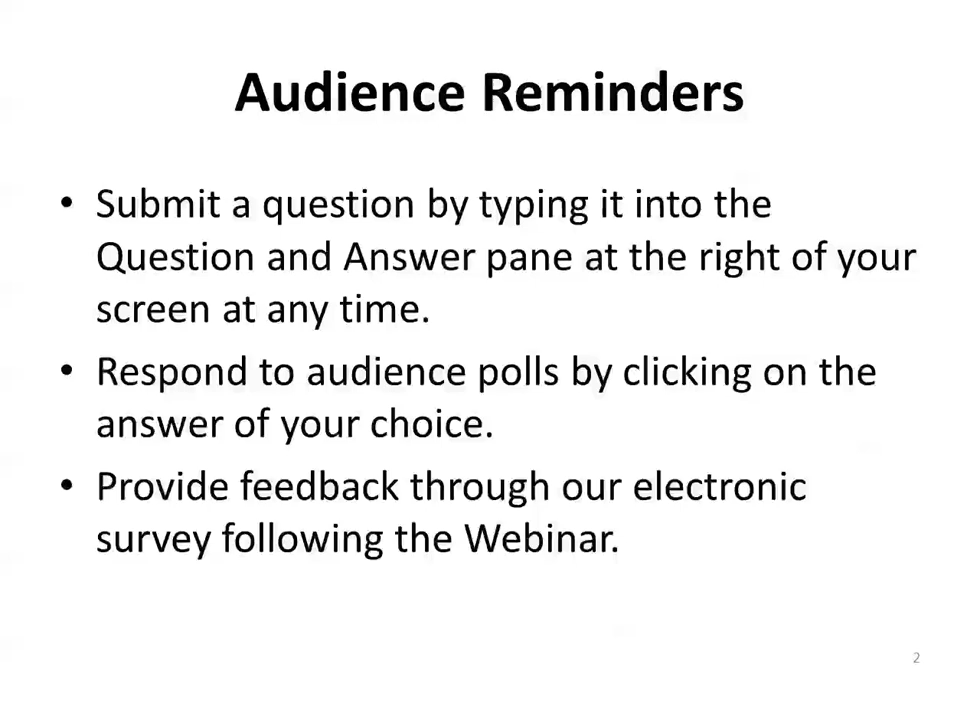 Audience Reminders
• Submit a question by typing it into the
Question and Answer pane at the right of your
screen at any time.
• Respond to audience polls by clicking on the
answer of your choice.
• Provide feedback through our electronic
survey following the Webinar.
2